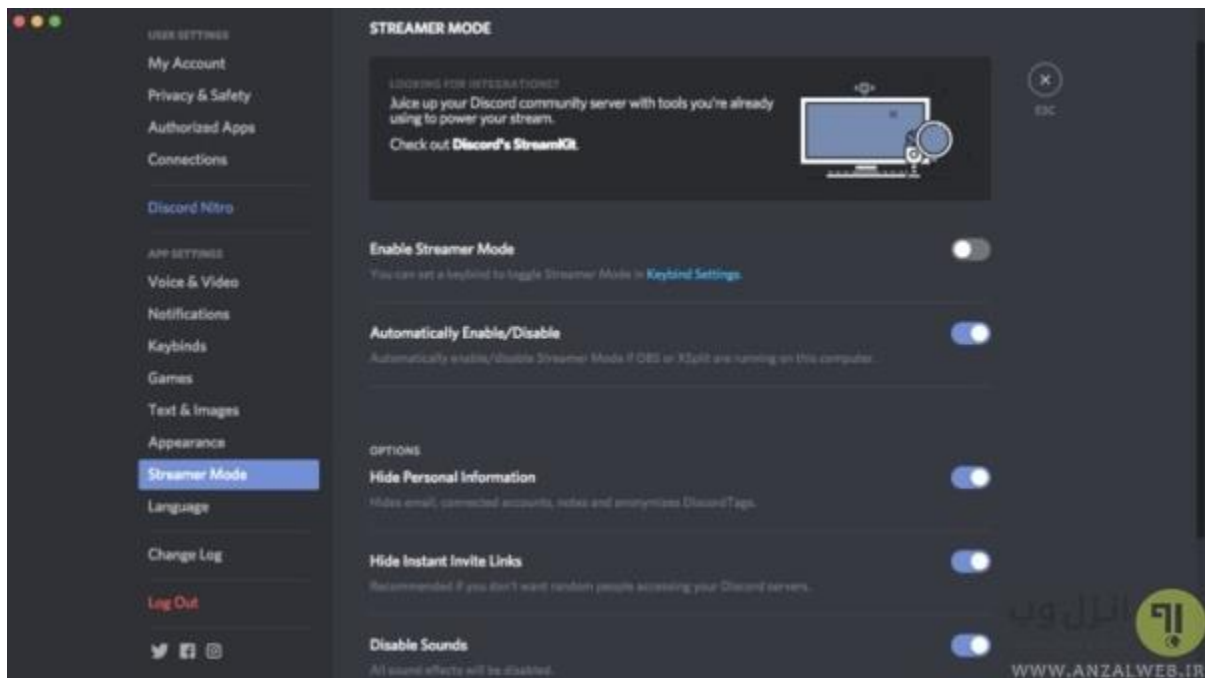 USER SETTINGS
My Account
Privacy & Safety
Authorized Apps
Connections
Discord Nitro
APP SETTINGS
Voice & Video
Notifications
Keybinds
Games
Text & Images
Appearance
Streamer Mode
Language
Change Log
Log Out
STREAMER MODE
LOOKING FOR INTEGRATIONS?
Juice up your Discord community server with tools you're already
using to power your stream.
Check out Discord's StreamKit.
ESC
Enable Streamer Mode
You can set a keybind to toggle Streamer Mode in Keybind Settings.
Automatically Enable/Disable
Automatically enable/disable Streamer Mode if OBS or XSplit are running on this computer.
OPTIONS
Hide Personal Information
Hides email, connected accounts, notes and anonymizes DiscordTags.
Hide Instant Invite Links
Recommended if you don't want random people accessing your Discord servers.
Disable Sounds
All sound effects will be disabled.
انزل وب
WWW.ANZALWEB.IR